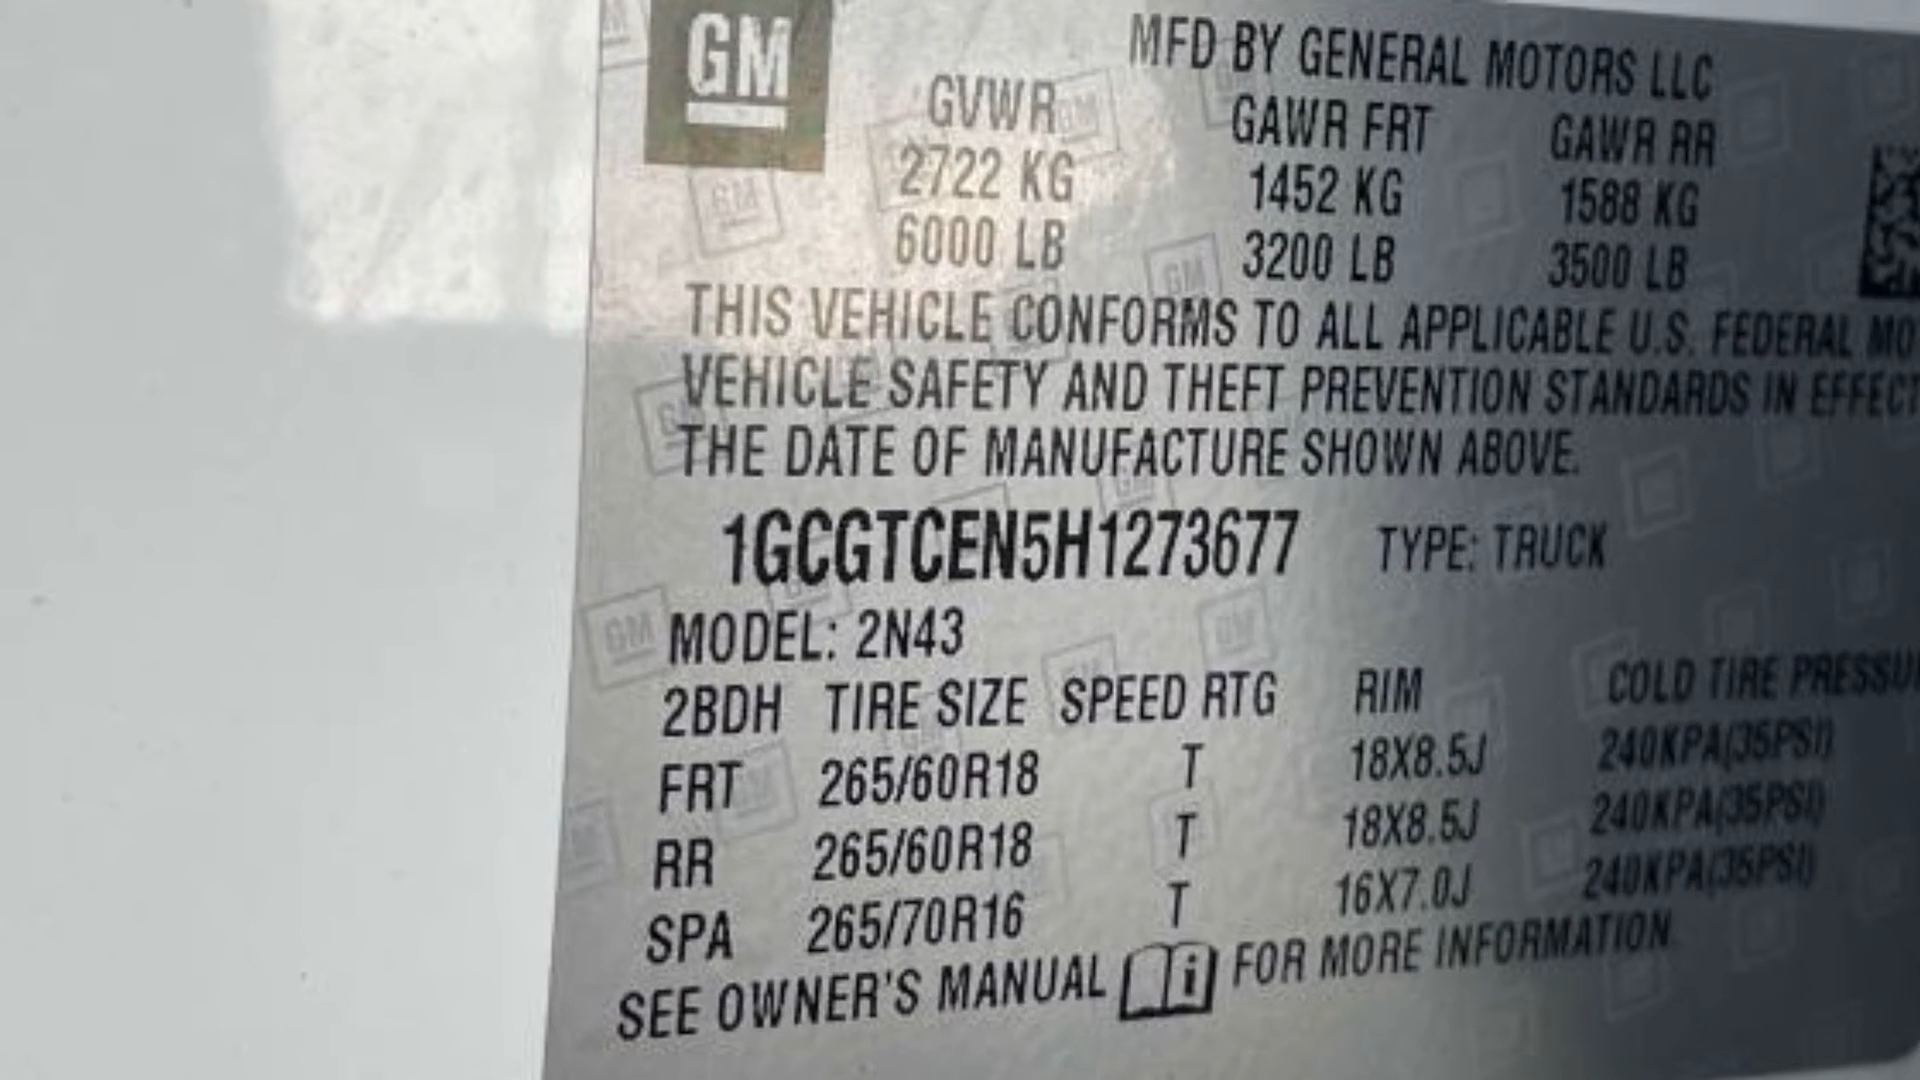 GM
MFD BY GENERAL MOTORS LLC
GVWR GAWR FRT GAWR RR
2722 KG 1452 KG 1588 KG
6000 LB 3200 LB 3500 LB
THIS VEHICLE CONFORMS TO ALL APPLICABLE U.S. FEDERAL MO
VEHICLE SAFETY AND THEFT PREVENTION STANDARDS IN EFFECT
THE DATE OF MANUFACTURE SHOWN ABOVE.
1GCGTCEN5H1273677 TYPE: TRUCK
MODEL: 2N43
2BDH TIRE SIZE SPEED RTG RIM COLD TIRE PRESSU
FRT 265/60R18 T 18X8.5J 240KPA(35PSI)
RR 265/60R18 T 18X8.5J 240KPA(35PSI)
SPA 265/70R16 T 16X7.0J 240KPA(35PSI)
SEE OWNER'S MANUAL i FOR MORE INFORMATION.